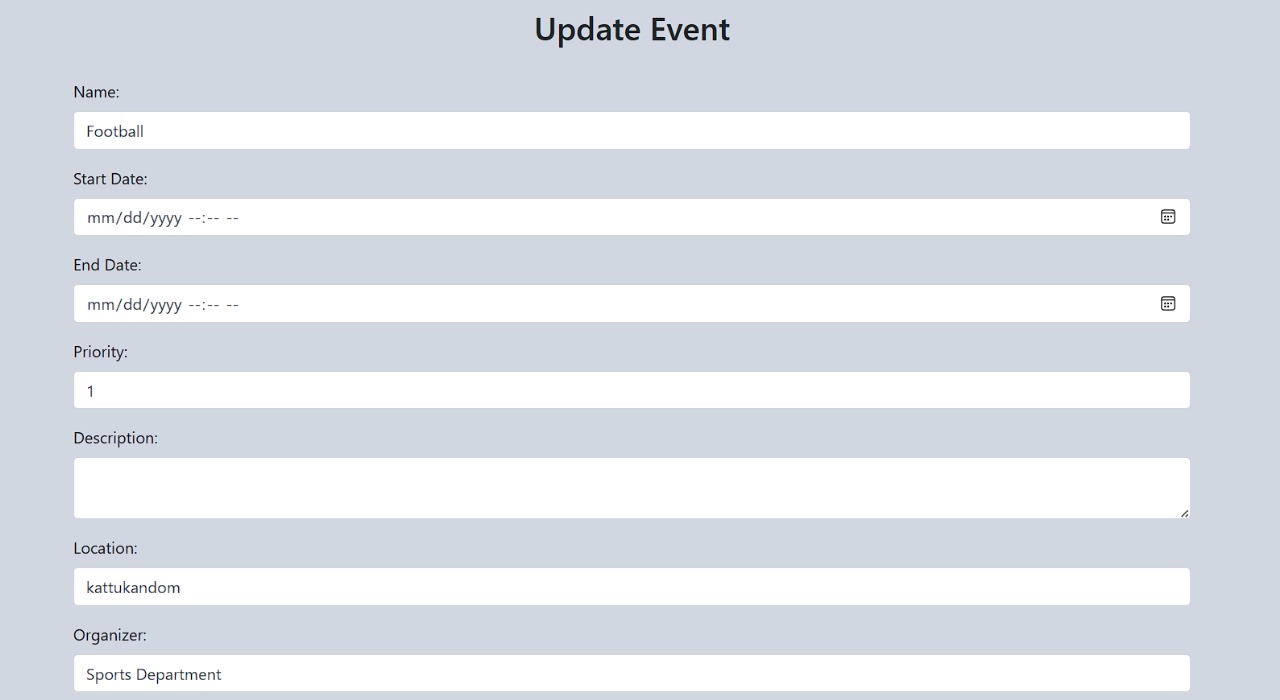 Update Event
Name:
Football
Start Date:
mm/dd/yyyy --:-- --
End Date:
mm/dd/yyyy --:-- --
Priority:
1
Description:
Location:
kattukandom
Organizer:
Sports Department